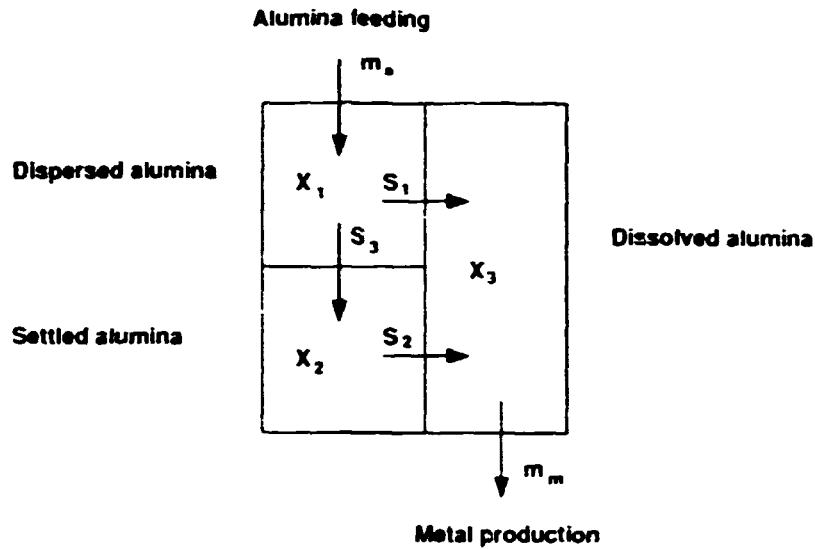 Alumina feeding
mₐ
Dispersed alumina
X₁
S₁
S₃
Dissolved alumina
X₃
Settled alumina
X₂
S₂
mₘ
Metal production